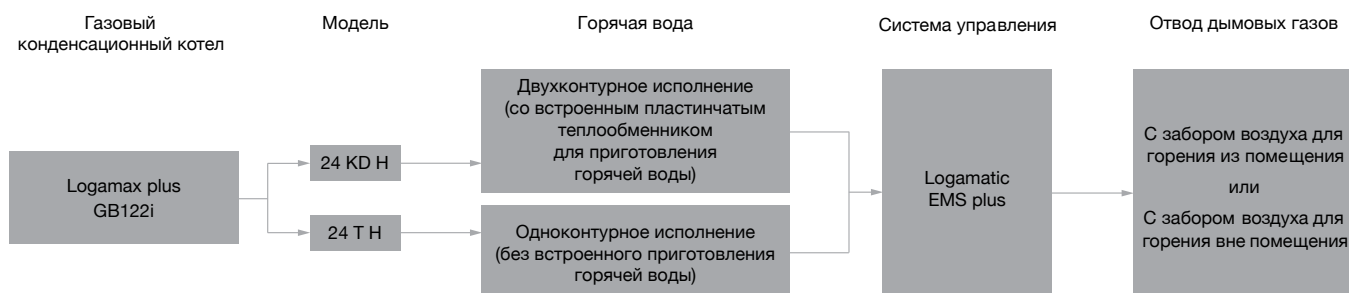 Газовый
конденсационный котел
Модель
Горячая вода
Система управления
Отвод дымовых газов
Logamax plus
GB122i
24 KD H
24 T H
Двухконтурное исполнение
(со встроенным пластинчатым
теплообменником
для приготовления
горячей воды)
Одноконтурное исполнение
(без встроенного приготовления
горячей воды)
Logamatic
EMS plus
С забором воздуха для
горения из помещения
или
С забором воздуха для
горения вне помещения